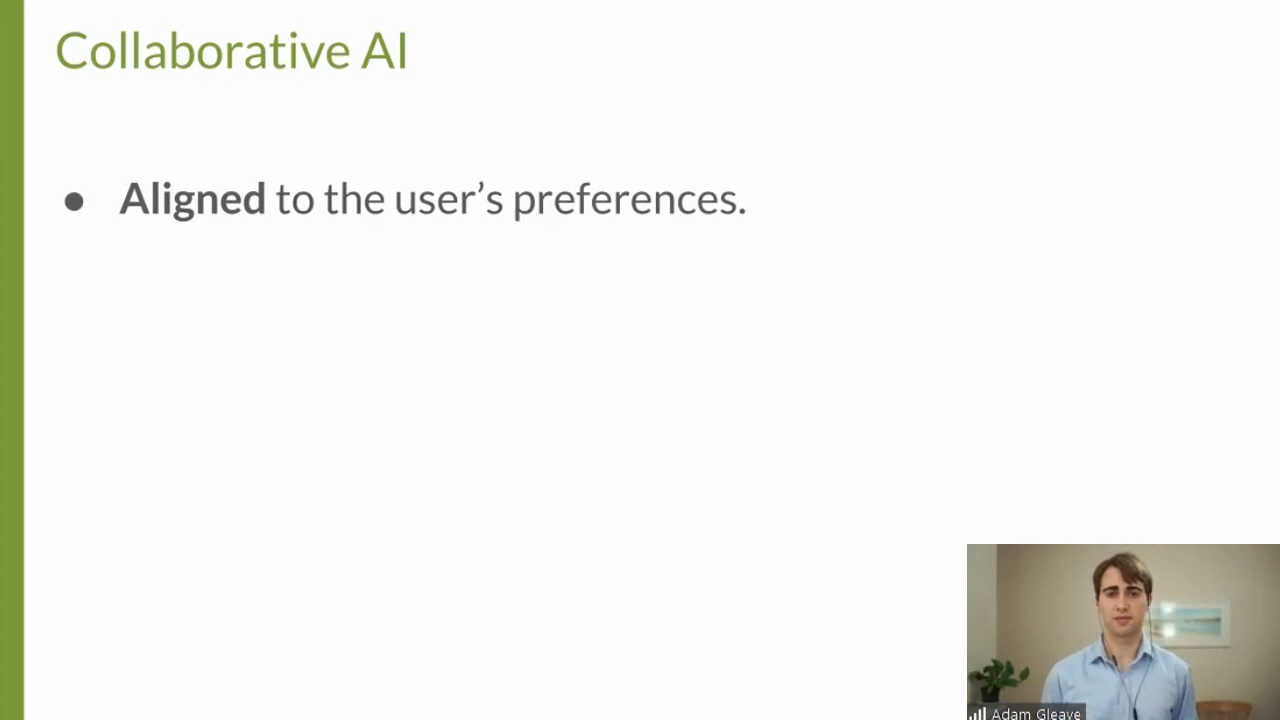 Collaborative AI
● Aligned to the user’s preferences.
Adam Gleave